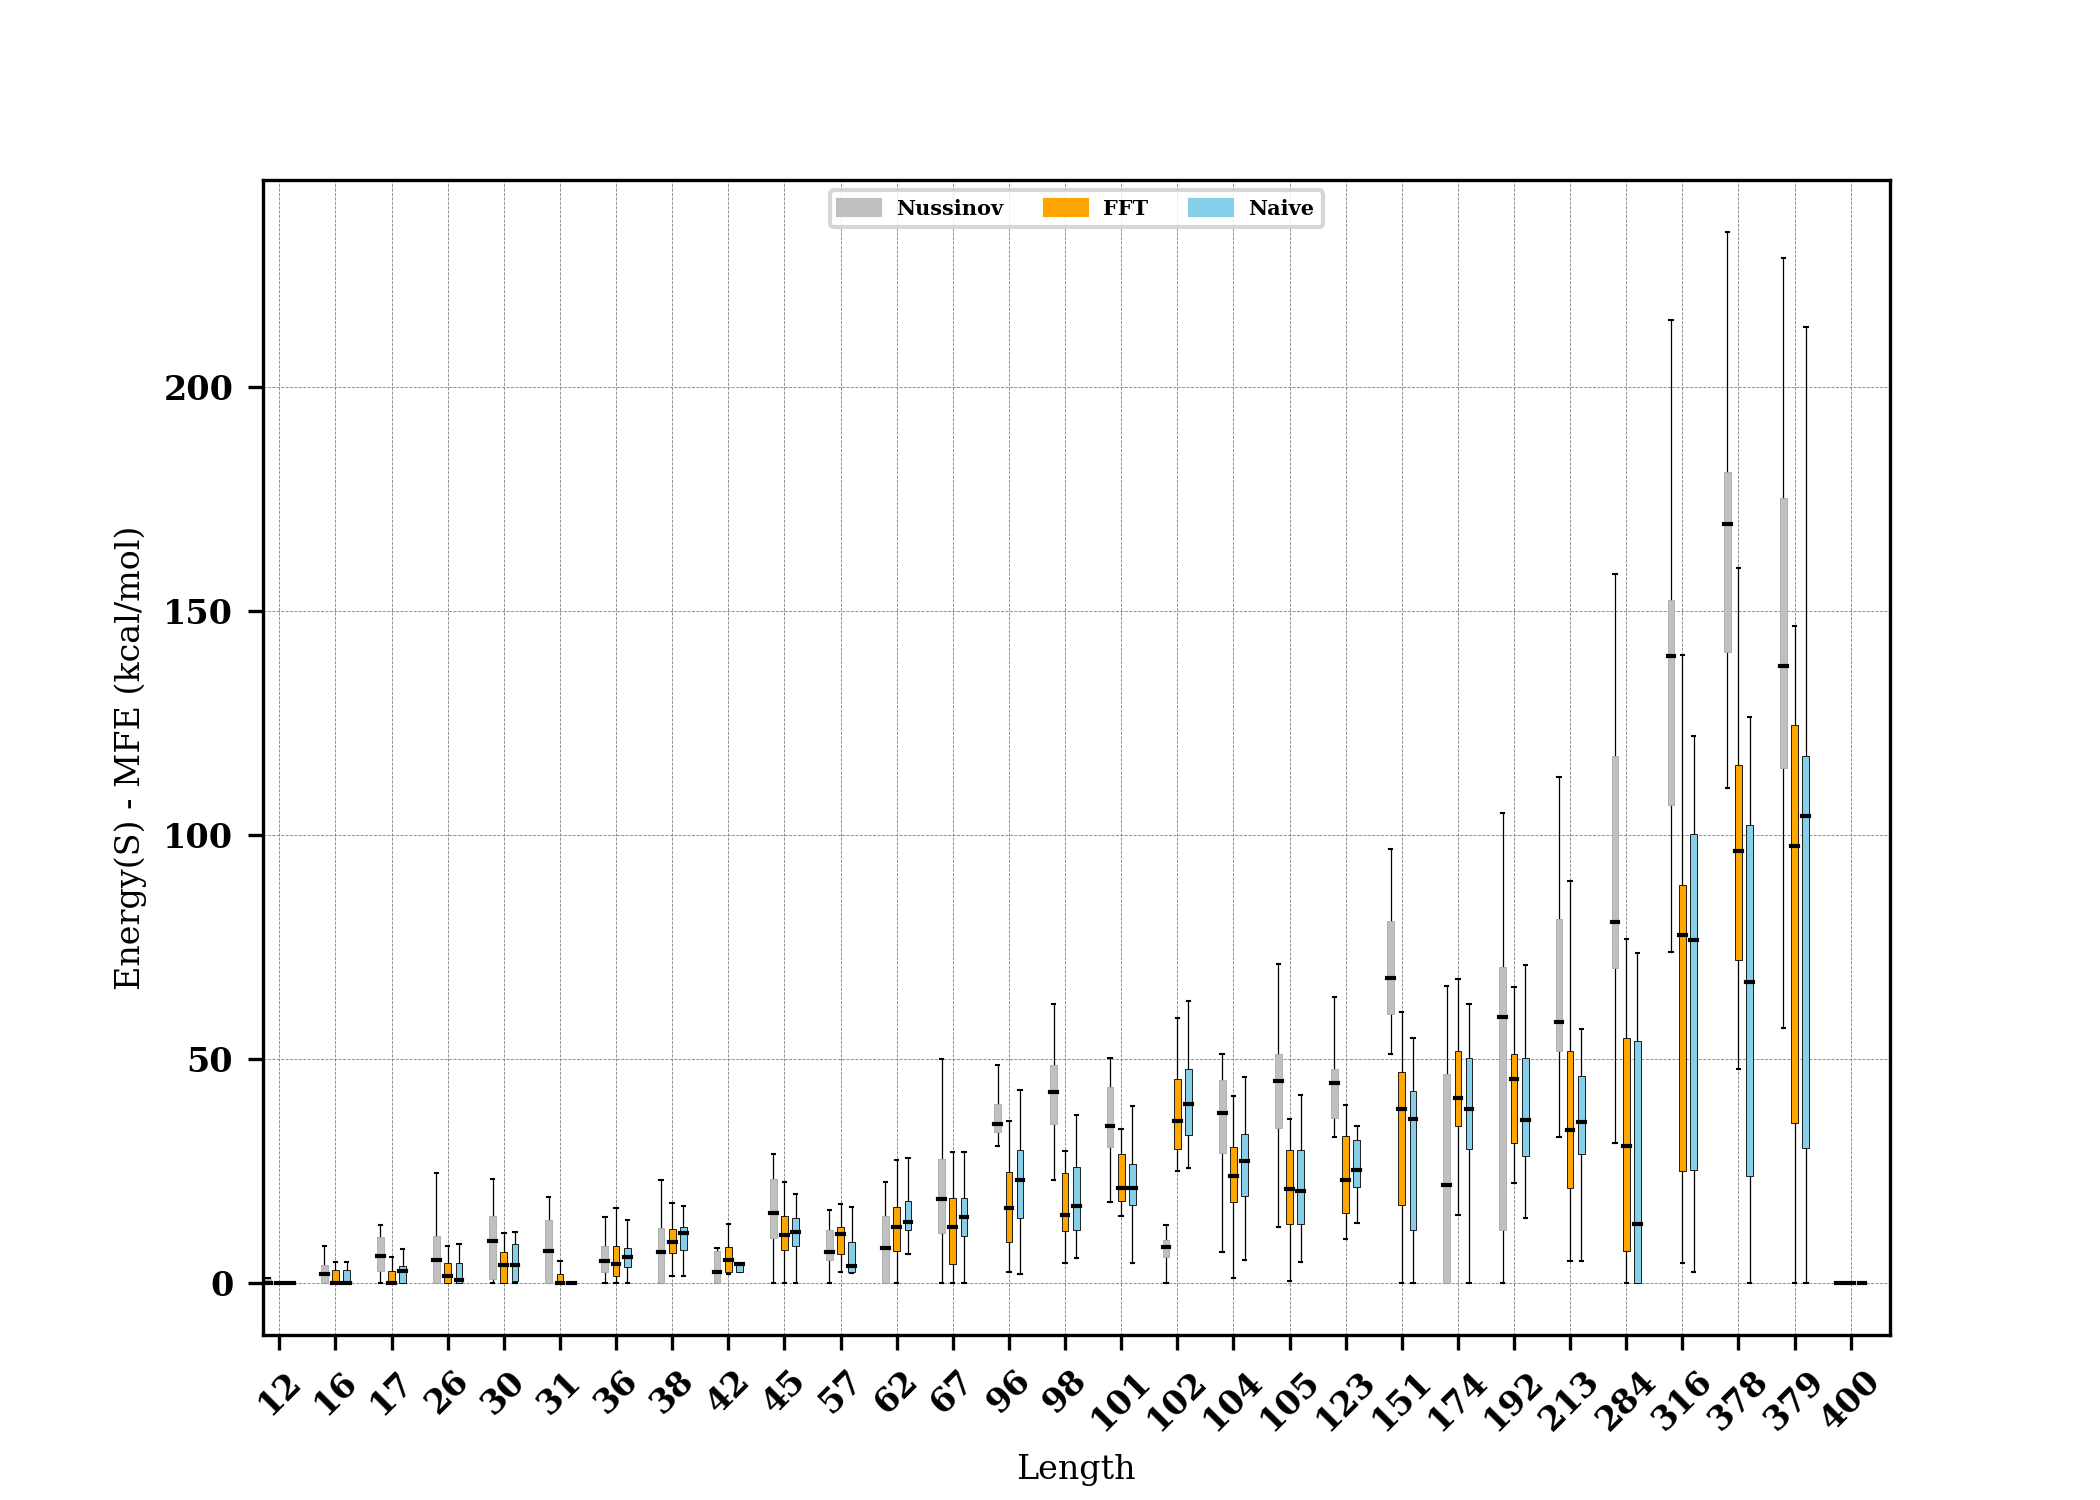 Nussinov FFT Naive
200
150
100
50
0
Energy(S) - MFE (kcal/mol)
12 16 17 26 30 31 36 38 42 45 57 62 67 96 98 101 102 104 105 123 151 174 192 213 284 316 378 379 400
Length